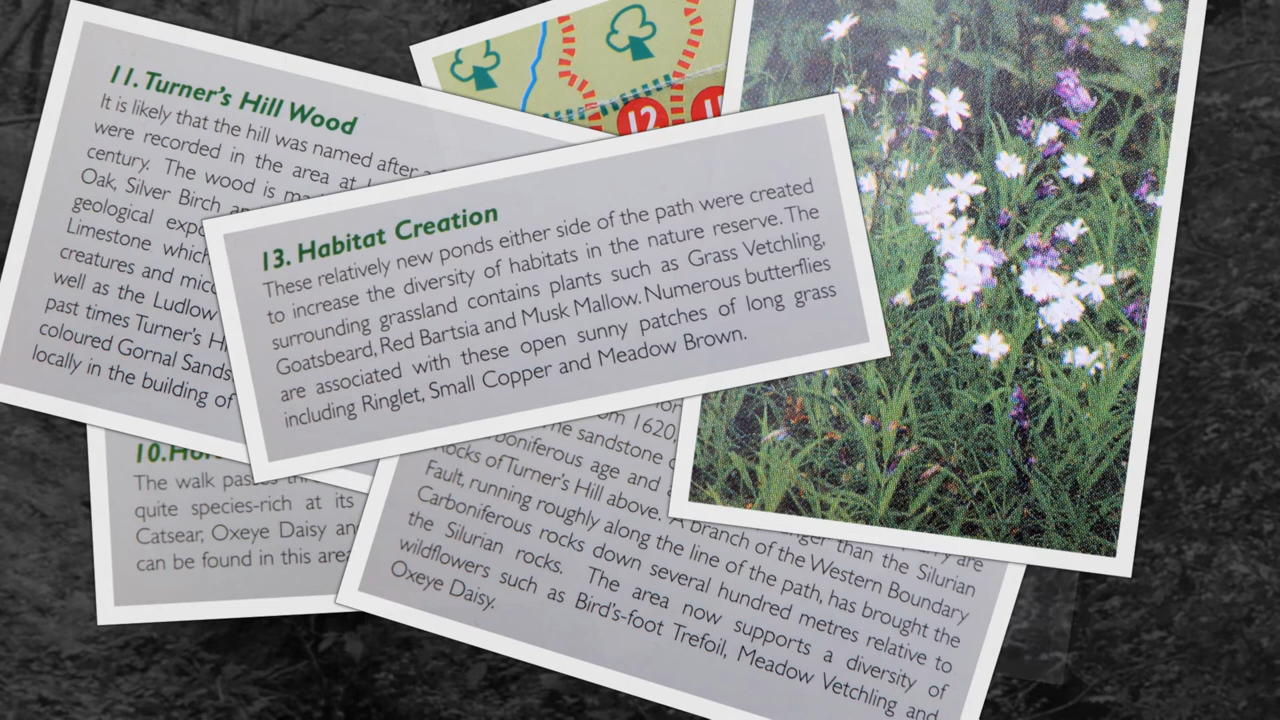 11. Turner's Hill Wood
It is likely that the hill was named after
were recorded in the area at
century. The wood is
Oak, Silver Birch
geological
Limestone which
creatures and
well as the Ludlow
past times Turner's
coloured Gornal
locally in the building of
12
11
13. Habitat Creation
These relatively new ponds either side of the path were created
to increase the diversity of habitats in the nature reserve. The
surrounding grassland contains plants such as Grass Vetchling,
Goatsbeard, Red Bartsia and Musk Mallow. Numerous butterflies
are associated with these open sunny patches of long grass
including Ringlet, Small Copper and Meadow Brown.
10.
The walk
quite species-rich at its
Catsear, Oxeye Daisy
can be found in this area
1620,
sandstone
age and are
Rocks of Turner's Hill above. A branch of the Western Boundary
than the Silurian
Fault, running roughly along the line of the path, has brought the
Carboniferous rocks down several hundred metres relative to
the Silurian rocks. The area now supports a diversity of
wildflowers such as Bird's-foot Trefoil, Meadow Vetchling and
Oxeye Daisy.